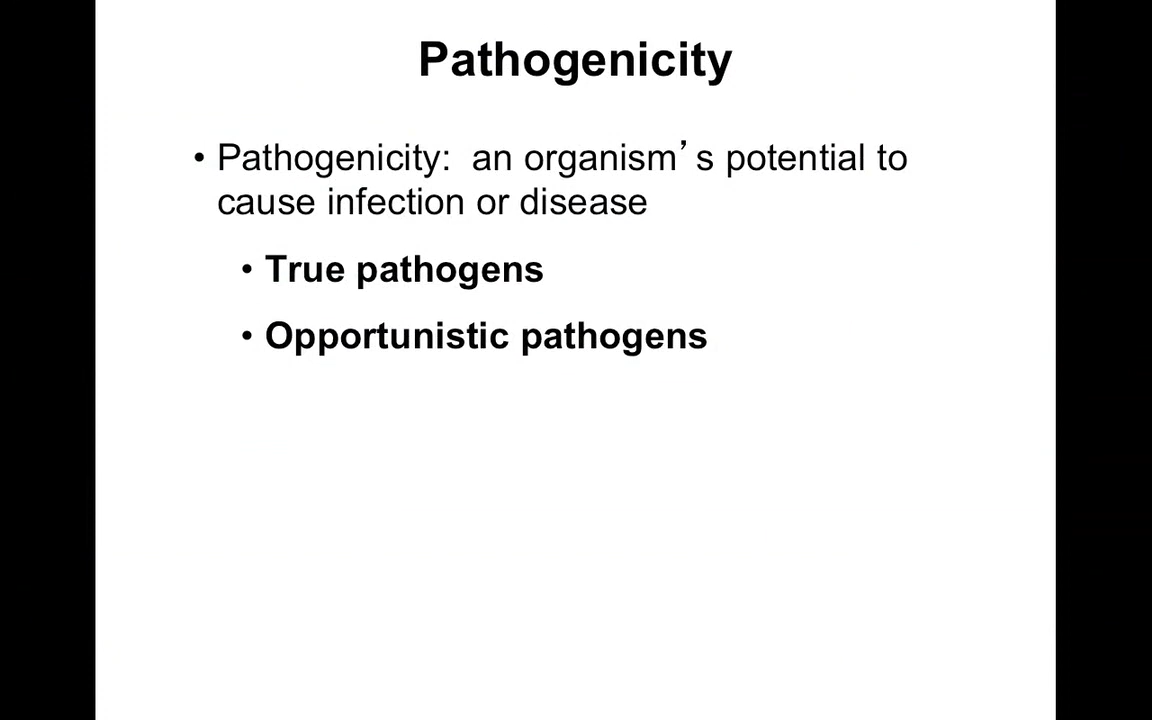 Pathogenicity
• Pathogenicity:  an organism’s potential to
cause infection or disease
• True pathogens
• Opportunistic pathogens